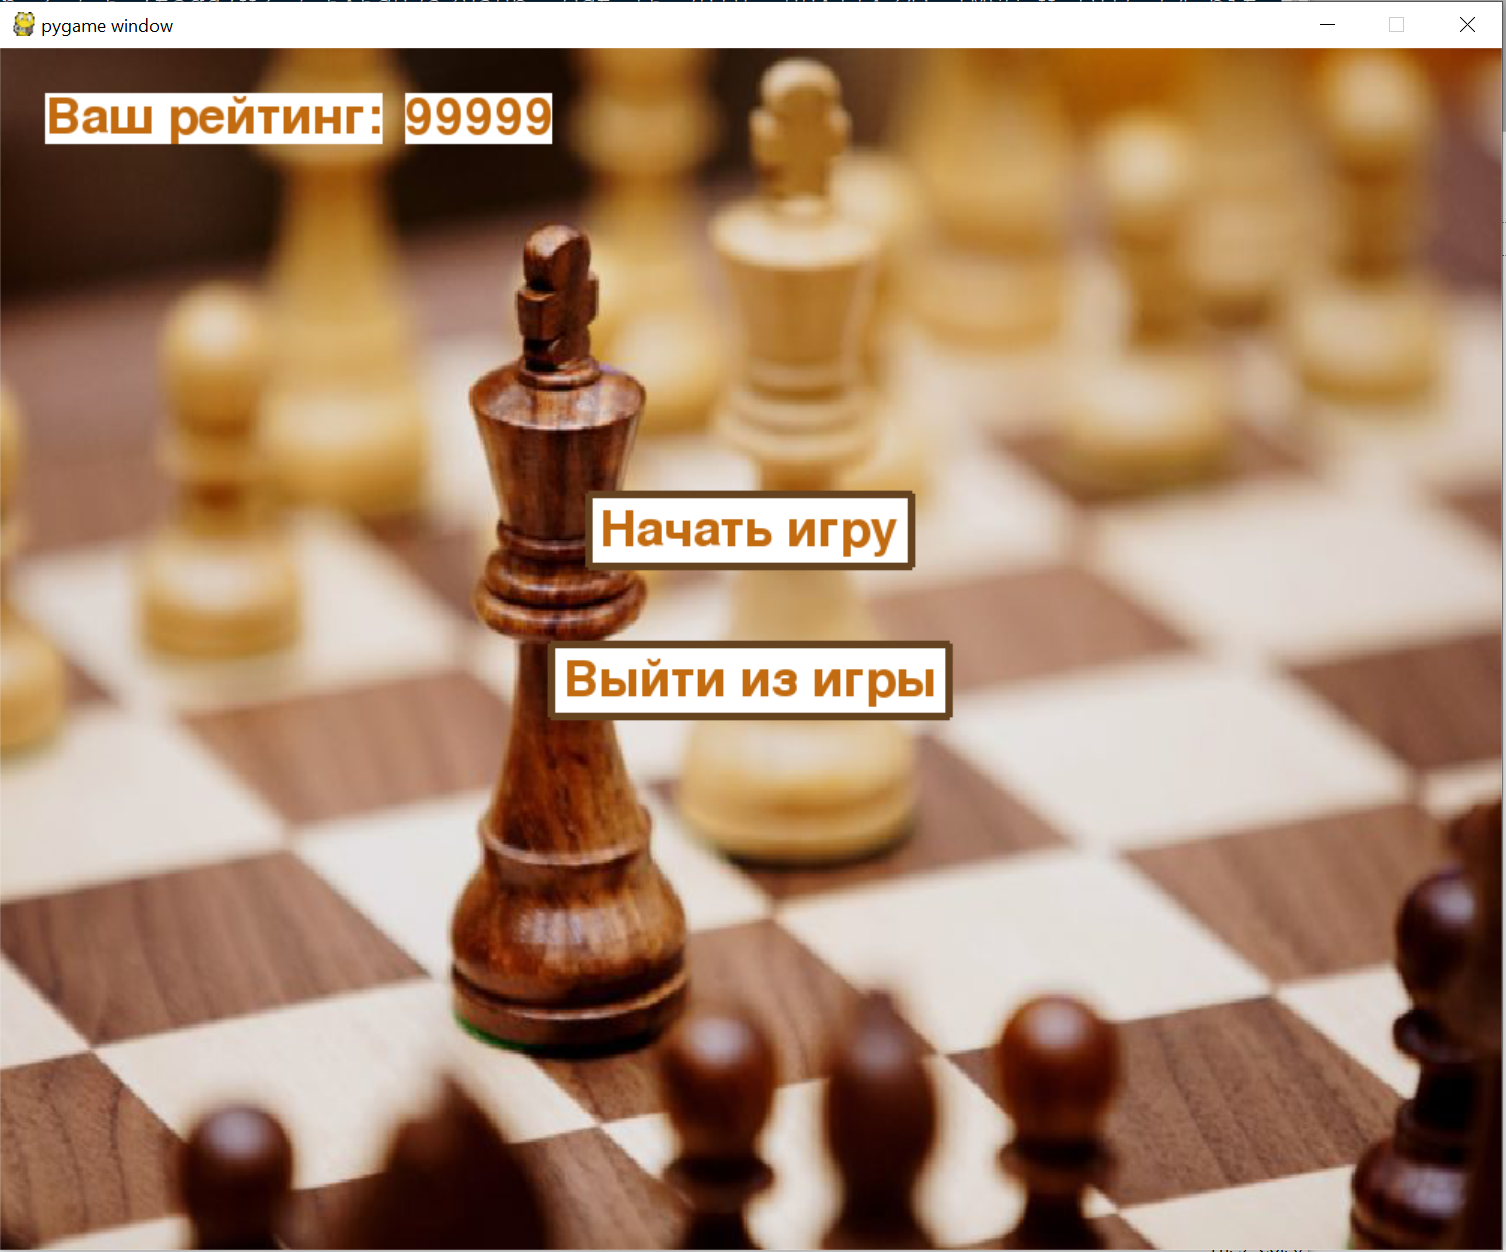 pygame window
Ваш рейтинг: 99999
Начать игру
Выйти из игры